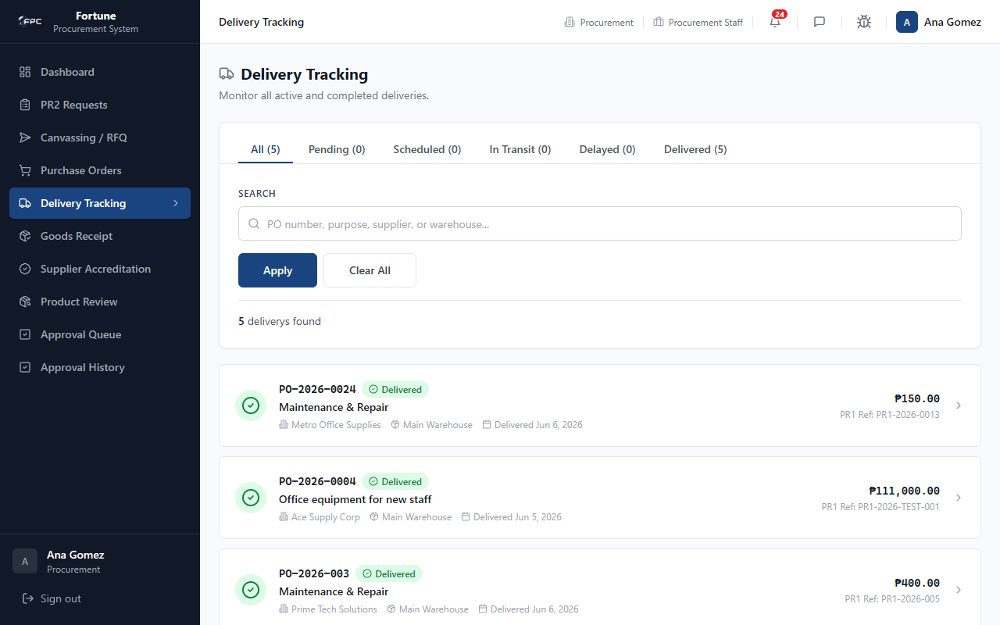 FPC
Fortune
Procurement System
Dashboard
PR2 Requests
Canvassing / RFQ
Purchase Orders
Delivery Tracking
Goods Receipt
Supplier Accreditation
Product Review
Approval Queue
Approval History
A
Ana Gomez
Procurement
Sign out
Delivery Tracking
Procurement
Procurement Staff
24
A
Ana Gomez
Delivery Tracking
Monitor all active and completed deliveries.
All (5) Pending (0) Scheduled (0) In Transit (0) Delayed (0) Delivered (5)
SEARCH
PO number, purpose, supplier, or warehouse...
Apply Clear All
5 deliverys found
PO-2026-0024 Delivered
Maintenance & Repair
Metro Office Supplies Main Warehouse Delivered Jun 6, 2026
₱150.00
PR1 Ref: PR1-2026-0013
PO-2026-0004 Delivered
Office equipment for new staff
Ace Supply Corp Main Warehouse Delivered Jun 5, 2026
₱111,000.00
PR1 Ref: PR1-2026-TEST-001
PO-2026-003 Delivered
Maintenance & Repair
Prime Tech Solutions Main Warehouse Delivered Jun 6, 2026
₱400.00
PR1 Ref: PR1-2026-005